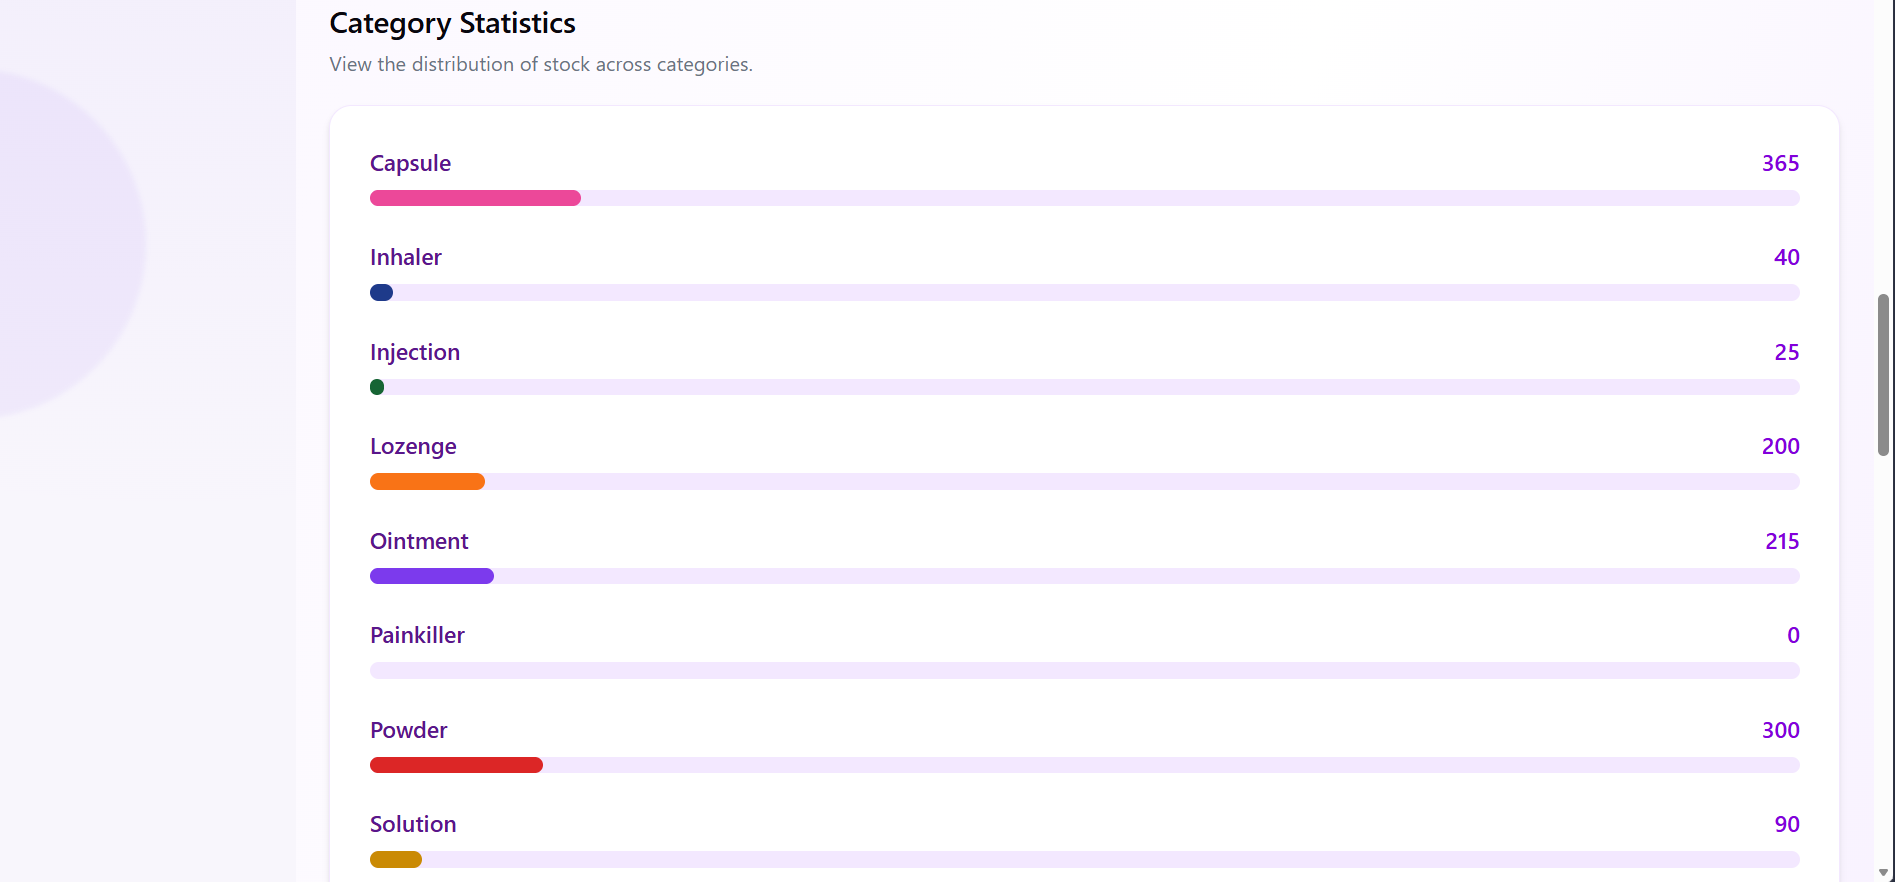 Category Statistics
View the distribution of stock across categories.
Capsule 365
Inhaler 40
Injection 25
Lozenge 200
Ointment 215
Painkiller 0
Powder 300
Solution 90